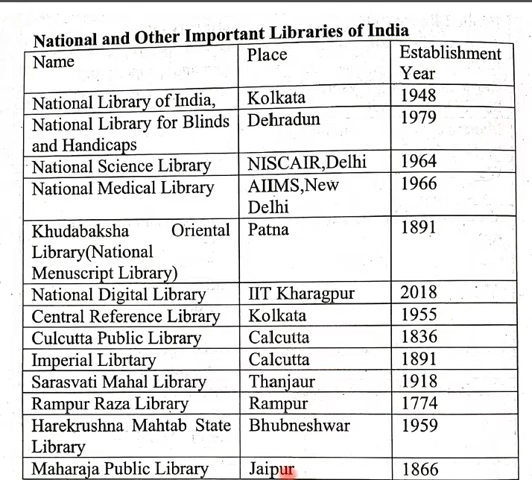 National and Other Important Libraries of India
Name Place Establishment
Year
National Library of India, Kolkata 1948
National Library for Blinds Dehradun 1979
and Handicaps
National Science Library NISCAIR,Delhi 1964
National Medical Library AIIMS,New 1966
Delhi
Khudabaksha Oriental Patna 1891
Library(National
Menuscript Library)
National Digital Library IIT Kharagpur 2018
Central Reference Library Kolkata 1955
Culcutta Public Library Calcutta 1836
Imperial Librtary Calcutta 1891
Sarasvati Mahal Library Thanjaur 1918
Rampur Raza Library Rampur 1774
Harekrushna Mahtab State Bhubneshwar 1959
Library
Maharaja Public Library Jaipur 1866